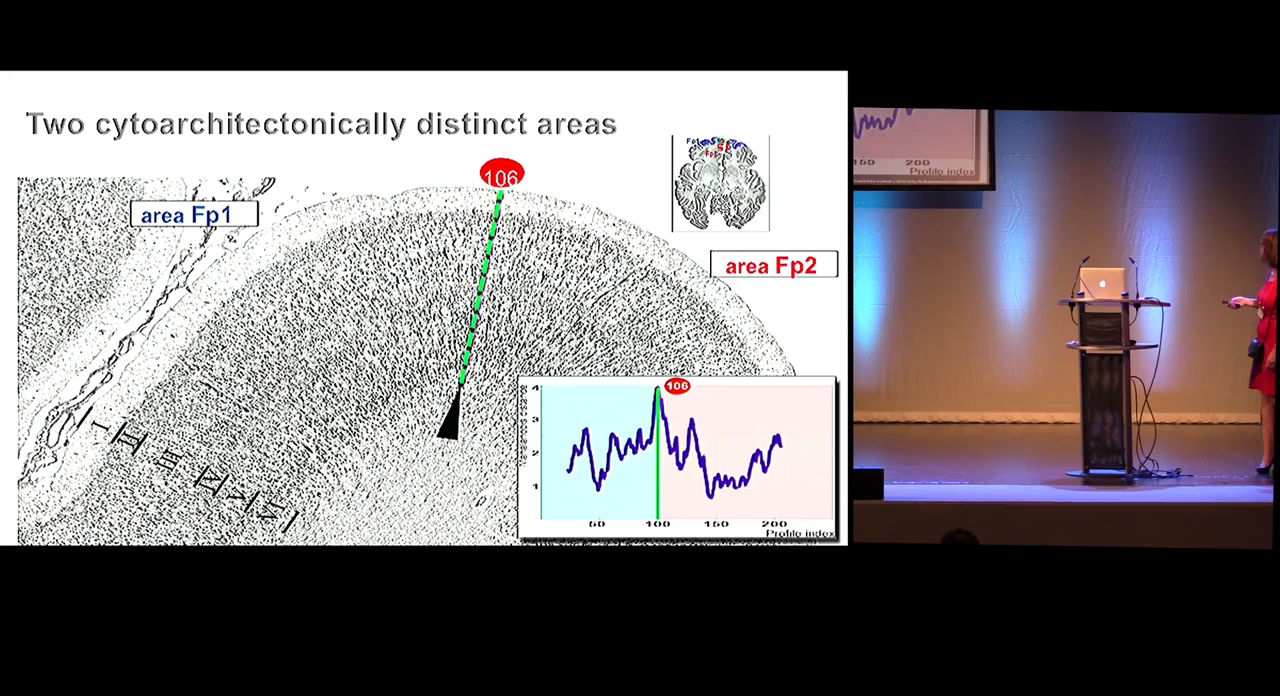 Two cytoarchitectonically distinct areas
106
area Fp1
area Fp2
I
II
III
IV
V
VI
106
4
3
2
1
50
100
150
200
Profile index
150
200
Profile index